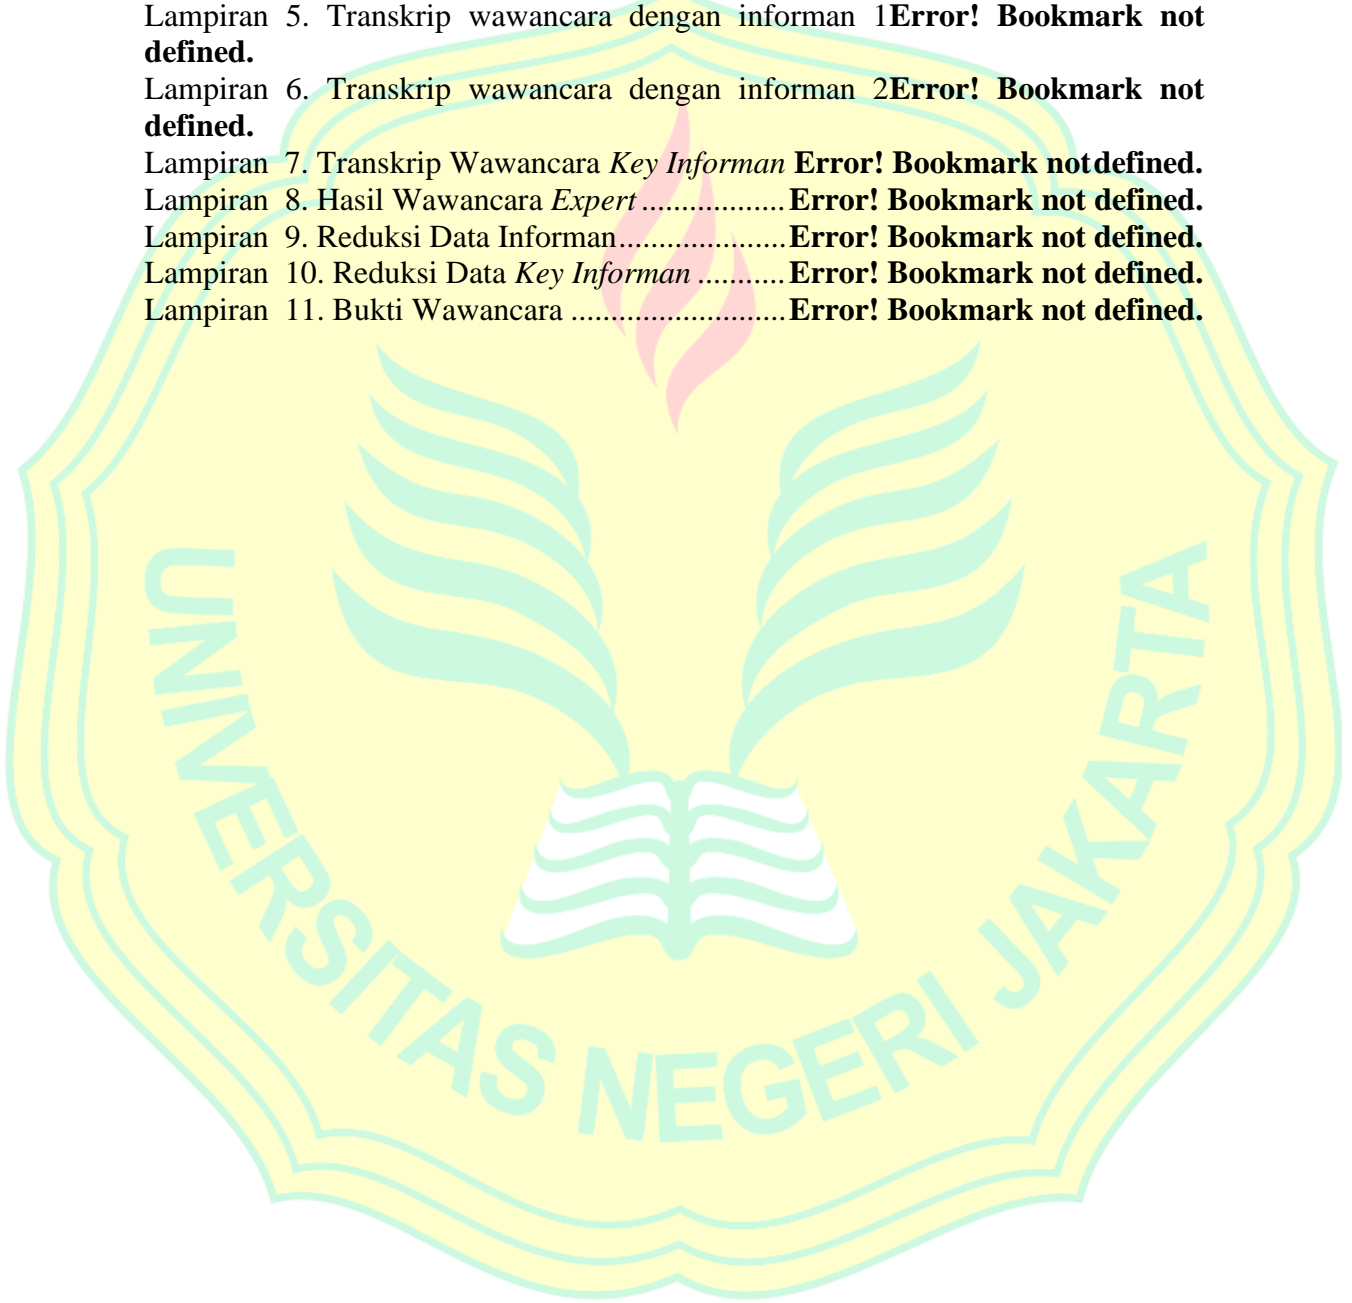 Lampiran 5. Transkrip wawancara dengan informan 1Error! Bookmark not
defined.
Lampiran 6. Transkrip wawancara dengan informan 2Error! Bookmark not
defined.
Lampiran 7. Transkrip Wawancara Key Informan Error! Bookmark notdefined.
Lampiran 8. Hasil Wawancara Expert .................. Error! Bookmark not defined.
Lampiran 9. Reduksi Data Informan..................... Error! Bookmark not defined.
Lampiran 10. Reduksi Data Key Informan ........... Error! Bookmark not defined.
Lampiran 11. Bukti Wawancara ........................... Error! Bookmark not defined.
UNIVERSITAS NEGERI JAKARTA